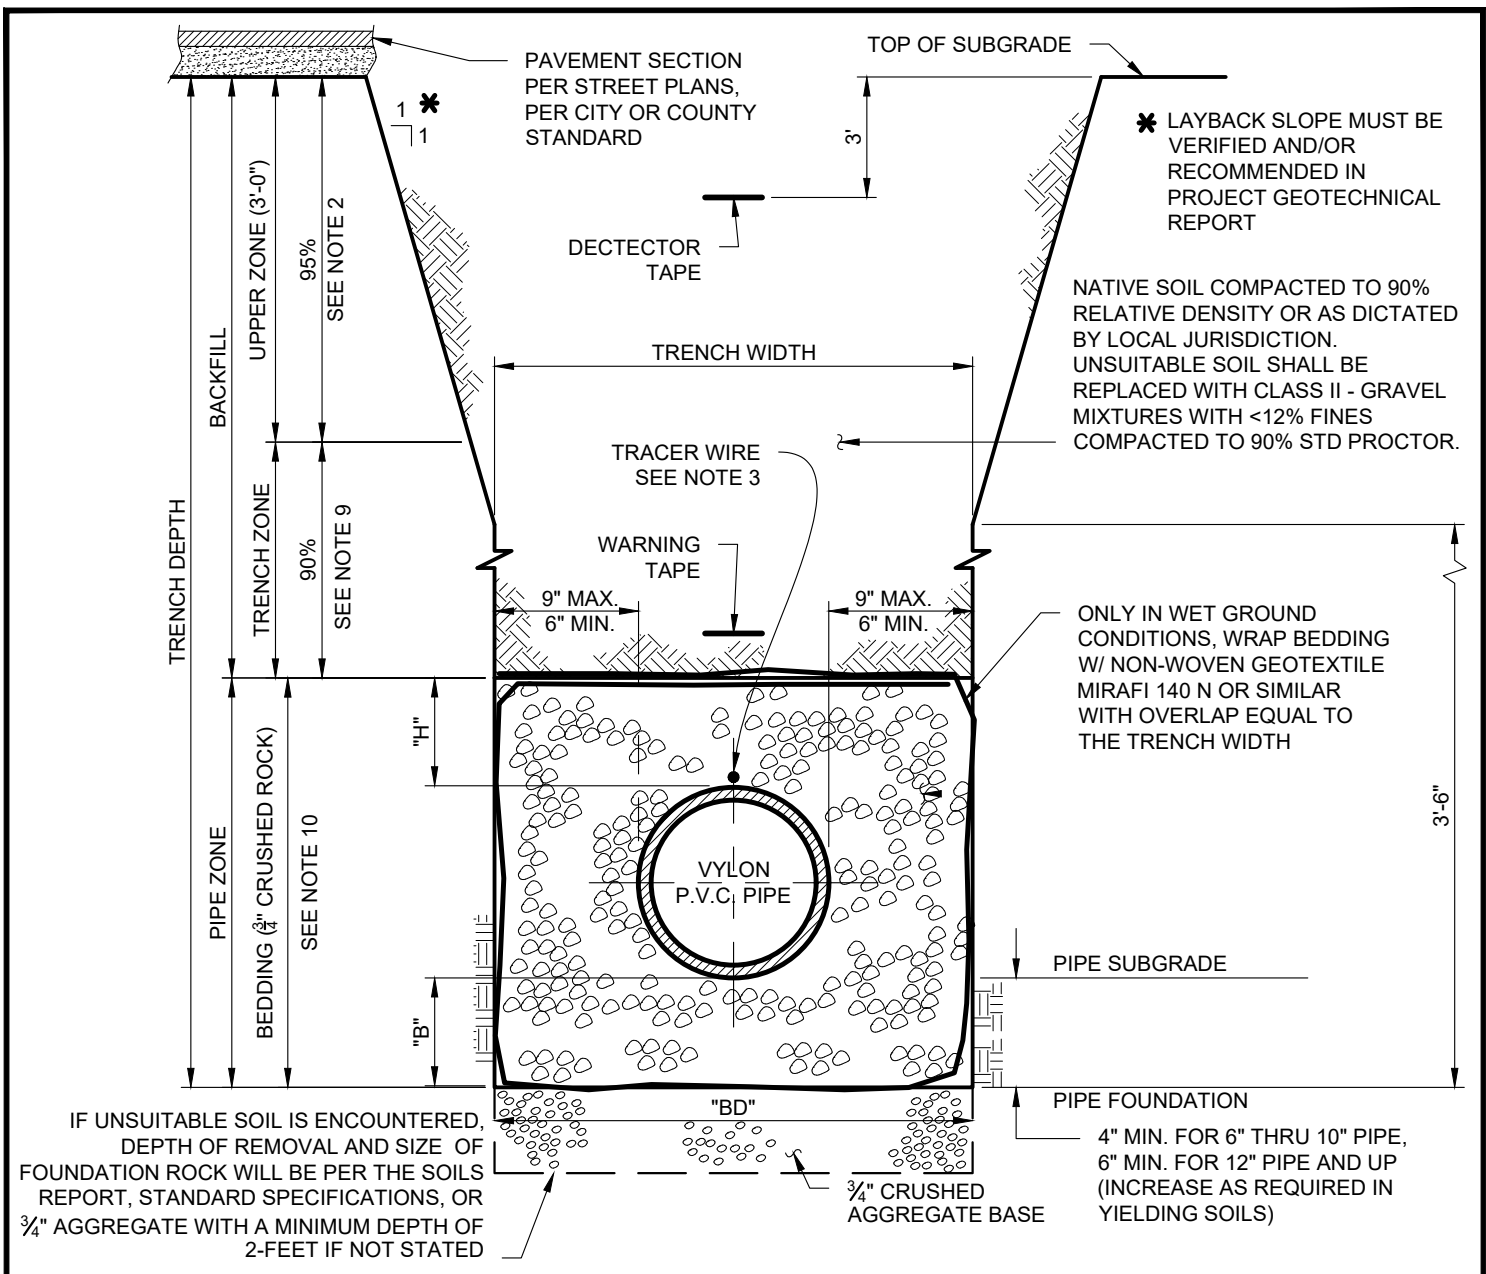 PAVEMENT SECTION
PER STREET PLANS,
PER CITY OR COUNTY
STANDARD
TOP OF SUBGRADE
1 *
1
3'
* LAYBACK SLOPE MUST BE
VERIFIED AND/OR
RECOMMENDED IN
PROJECT GEOTECHNICAL
REPORT
DECTECTOR
TAPE
NATIVE SOIL COMPACTED TO 90%
RELATIVE DENSITY OR AS DICTATED
BY LOCAL JURISDICTION.
UNSUITABLE SOIL SHALL BE
REPLACED WITH CLASS II - GRAVEL
MIXTURES WITH <12% FINES
COMPACTED TO 90% STD PROCTOR.
TRENCH DEPTH
BACKFILL
UPPER ZONE (3'-0")
95%
SEE NOTE 2
TRENCH WIDTH
TRACER WIRE
SEE NOTE 3
TRENCH ZONE
90%
SEE NOTE 9
WARNING
TAPE
9" MAX.
6" MIN.
9" MAX.
6" MIN.
ONLY IN WET GROUND
CONDITIONS, WRAP BEDDING
W/ NON-WOVEN GEOTEXTILE
MIRAFI 140 N OR SIMILAR
WITH OVERLAP EQUAL TO
THE TRENCH WIDTH
3'-6"
PIPE ZONE
BEDDING (¾" CRUSHED ROCK)
SEE NOTE 10
"H"
VYLON
P.V.C. PIPE
"B"
PIPE SUBGRADE
PIPE FOUNDATION
4" MIN. FOR 6" THRU 10" PIPE,
6" MIN. FOR 12" PIPE AND UP
(INCREASE AS REQUIRED IN
YIELDING SOILS)
"BD"
¾" CRUSHED
AGGREGATE BASE
IF UNSUITABLE SOIL IS ENCOUNTERED,
DEPTH OF REMOVAL AND SIZE OF
FOUNDATION ROCK WILL BE PER THE SOILS
REPORT, STANDARD SPECIFICATIONS, OR
¾" AGGREGATE WITH A MINIMUM DEPTH OF
2-FEET IF NOT STATED